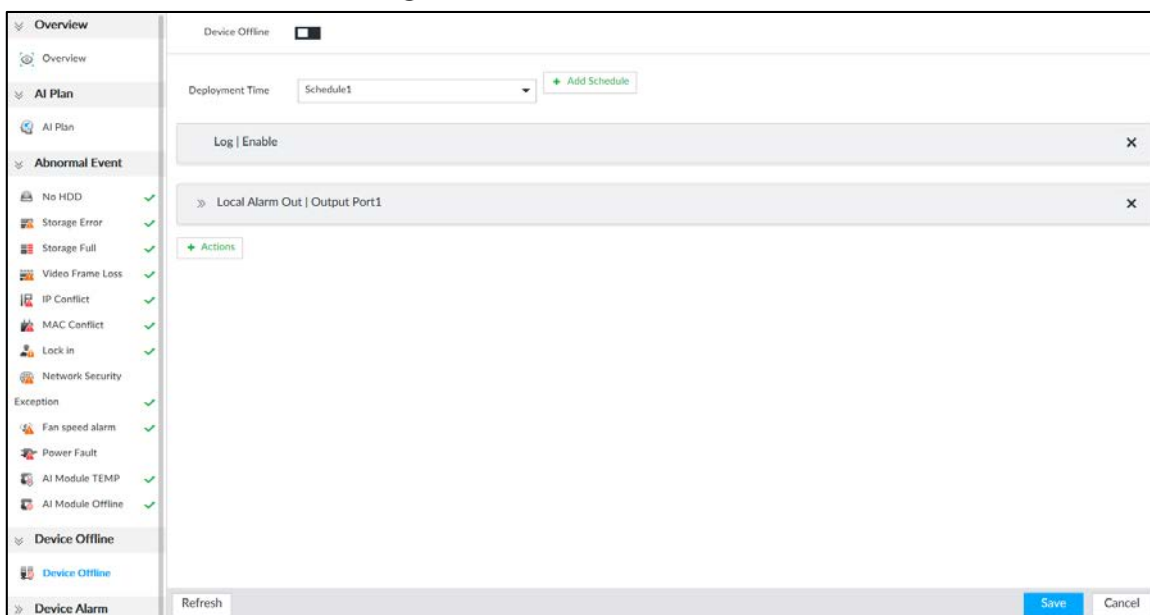 Overview
Overview
AI Plan
AI Plan
Abnormal Event
No HDD
Storage Error
Storage Full
Video Frame Loss
IP Conflict
MAC Conflict
Lock in
Network Security
Exception
Fan speed alarm
Power Fault
AI Module TEMP
AI Module Offline
Device Offline
Device Offline
Device Alarm
Device Offline
Deployment Time Schedule1 + Add Schedule
Log | Enable
Local Alarm Out | Output Port1
+ Actions
Refresh Save Cancel